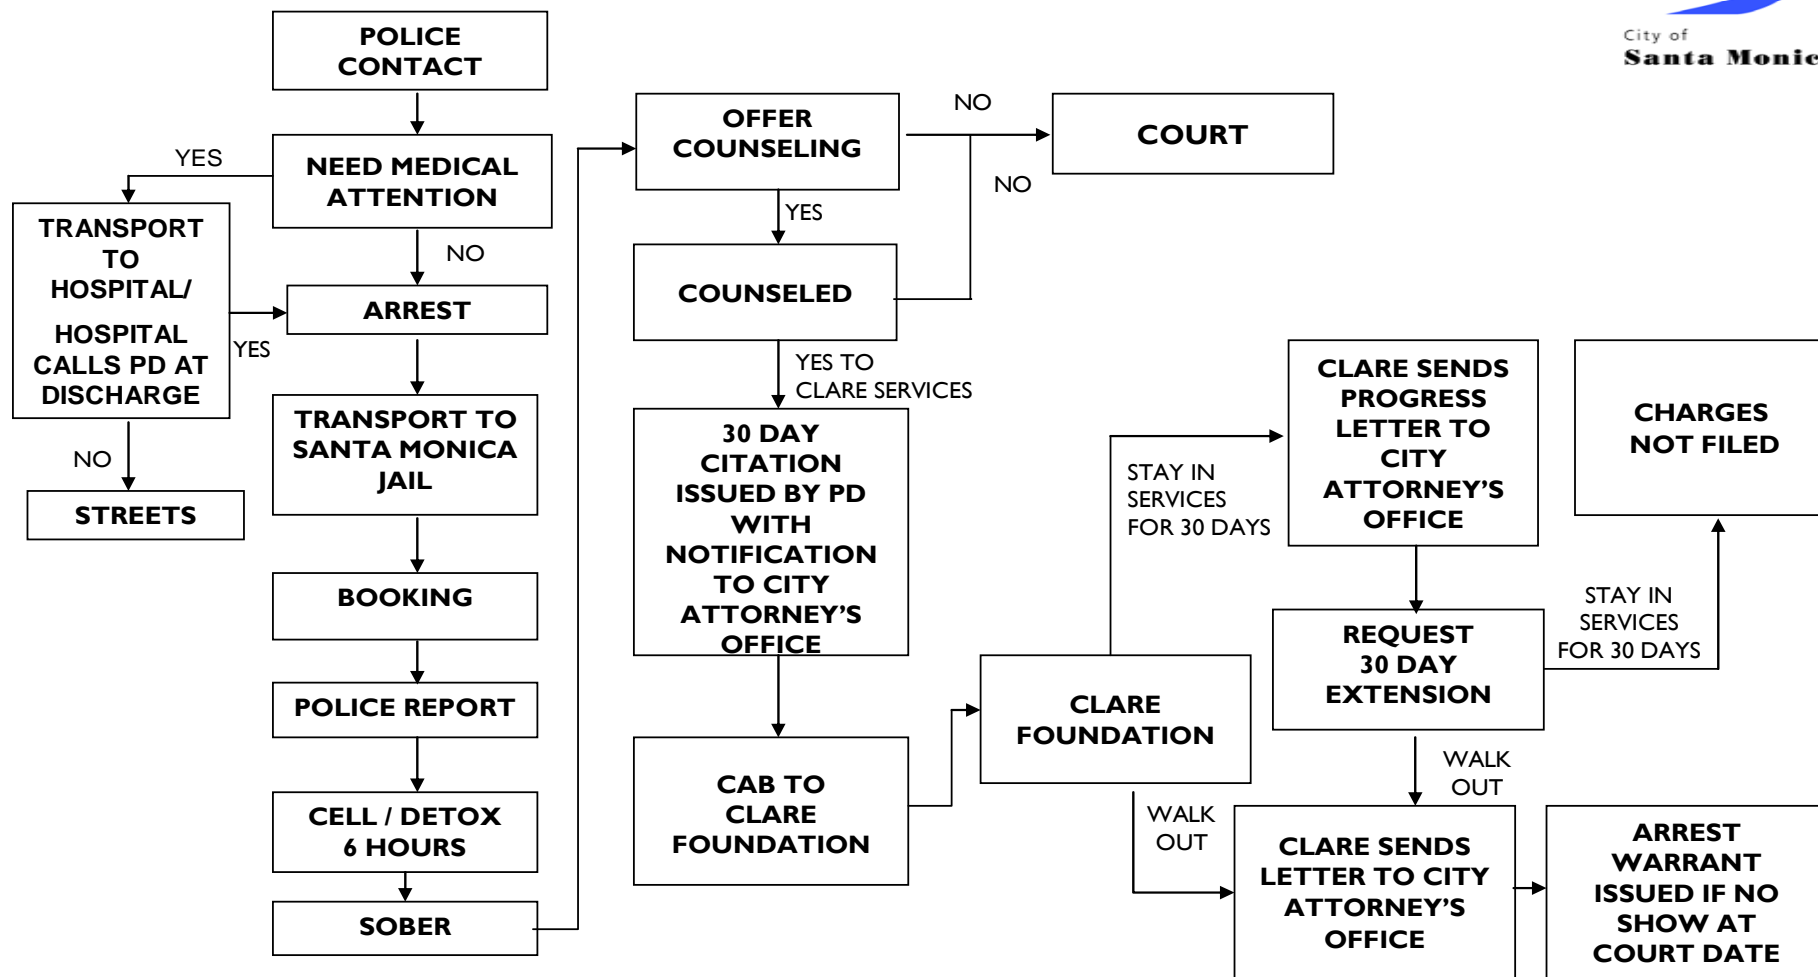 City of
Santa Monic
POLICE
CONTACT
YES
NEED MEDICAL
ATTENTION
NO
TRANSPORT
TO
HOSPITAL/
HOSPITAL
CALLS PD AT
DISCHARGE
YES
NO
STREETS
ARREST
TRANSPORT TO
SANTA MONICA
JAIL
BOOKING
POLICE REPORT
CELL / DETOX
6 HOURS
SOBER
OFFER
COUNSELING
NO
COURT
NO
YES
COUNSELED
YES TO
CLARE SERVICES
30 DAY
CITATION
ISSUED BY PD
WITH
NOTIFICATION
TO CITY
ATTORNEY'S
OFFICE
CAB TO
CLARE
FOUNDATION
CLARE
FOUNDATION
STAY IN
SERVICES
FOR 30 DAYS
CLARE SENDS
PROGRESS
LETTER TO
CITY
ATTORNEY'S
OFFICE
REQUEST
30 DAY
EXTENSION
STAY IN
SERVICES
FOR 30 DAYS
CHARGES
NOT FILED
WALK
OUT
WALK
OUT
CLARE SENDS
LETTER TO CITY
ATTORNEY'S
OFFICE
ARREST
WARRANT
ISSUED IF NO
SHOW AT
COURT DATE